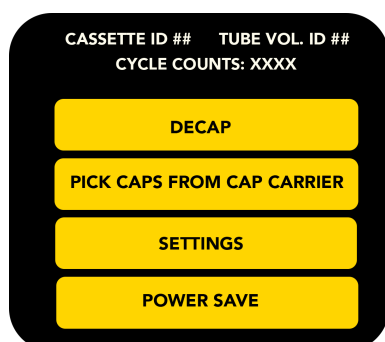 CASSETTE ID ## TUBE VOL. ID ##
CYCLE COUNTS: XXXX
DECAP
PICK CAPS FROM CAP CARRIER
SETTINGS
POWER SAVE